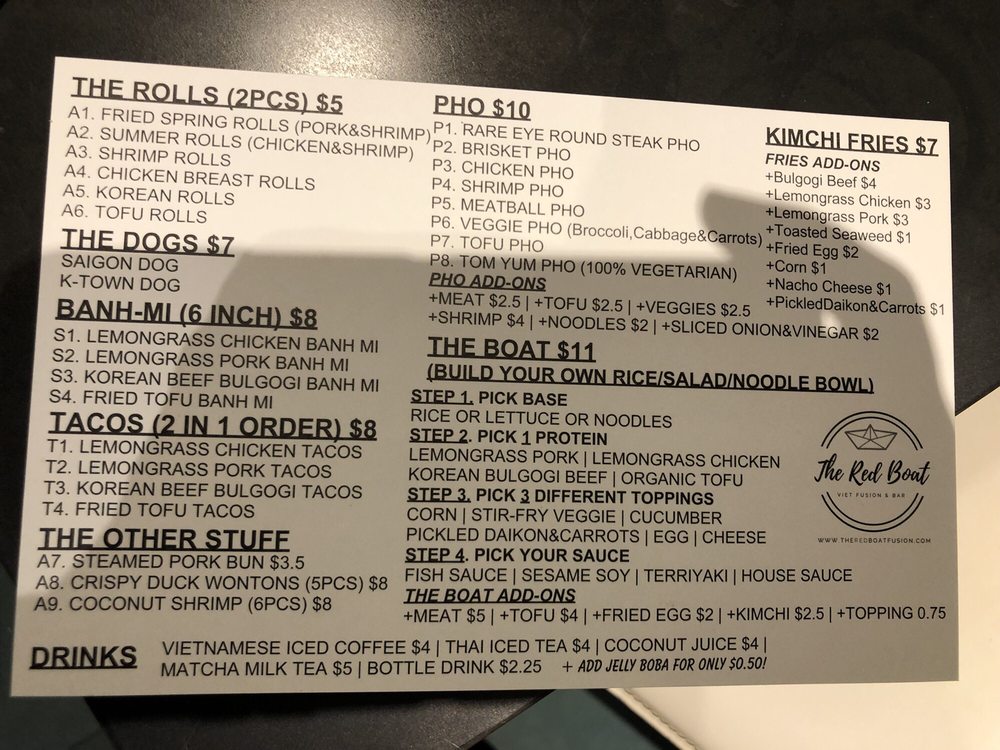 THE ROLLS (2PCS) $5
A1. FRIED SPRING ROLLS (PORK&SHRIMP)
A2. SUMMER ROLLS (CHICKEN&SHRIMP)
A3. SHRIMP ROLLS
A4. CHICKEN BREAST ROLLS
A5. KOREAN ROLLS
A6. TOFU ROLLS
THE DOGS $7
SAIGON DOG
K-TOWN DOG
BANH-MI (6 INCH) $8
S1. LEMONGRASS CHICKEN BANH MI
S2. LEMONGRASS PORK BANH MI
S3. KOREAN BEEF BULGOGI BANH MI
S4. FRIED TOFU BANH MI
TACOS (2 IN 1 ORDER) $8
T1. LEMONGRASS CHICKEN TACOS
T2. LEMONGRASS PORK TACOS
T3. KOREAN BEEF BULGOGI TACOS
T4. FRIED TOFU TACOS
THE OTHER STUFF
A7. STEAMED PORK BUN $3.5
A8. CRISPY DUCK WONTONS (5PCS) $8
A9. COCONUT SHRIMP (6PCS) $8
PHO $10
P1. RARE EYE ROUND STEAK PHO
P2. BRISKET PHO
P3. CHICKEN PHO
P4. SHRIMP PHO
P5. MEATBALL PHO
P6. VEGGIE PHO (Broccoli,Cabbage&Carrots)
P7. TOFU PHO
P8. TOM YUM PHO (100% VEGETARIAN)
PHO ADD-ONS
+MEAT $2.5 | +TOFU $2.5 | +VEGGIES $2.5
+SHRIMP $4 | +NOODLES $2 | +SLICED ONION&VINEGAR $2
KIMCHI FRIES $7
FRIES ADD-ONS
+Bulgogi Beef $4
+Lemongrass Chicken $3
+Lemongrass Pork $3
+Toasted Seaweed $1
+Fried Egg $2
+Corn $1
+Nacho Cheese $1
+PickledDaikon&Carrots $1
THE BOAT $11
(BUILD YOUR OWN RICE/SALAD/NOODLE BOWL)
STEP 1. PICK BASE
RICE OR LETTUCE OR NOODLES
STEP 2. PICK 1 PROTEIN
LEMONGRASS PORK | LEMONGRASS CHICKEN
KOREAN BULGOGI BEEF | ORGANIC TOFU
STEP 3. PICK 3 DIFFERENT TOPPINGS
CORN | STIR-FRY VEGGIE | CUCUMBER
PICKLED DAIKON&CARROTS | EGG | CHEESE
STEP 4. PICK YOUR SAUCE
FISH SAUCE | SESAME SOY | TERRIYAKI | HOUSE SAUCE
THE BOAT ADD-ONS
+MEAT $5 | +TOFU $4 | +FRIED EGG $2 | +KIMCHI $2.5 | +TOPPING 0.75
The Red Boat
VIET FUSION & BAR
WWW.THEREDBOATFUSION.COM
DRINKS
VIETNAMESE ICED COFFEE $4 | THAI ICED TEA $4 | COCONUT JUICE $4 |
MATCHA MILK TEA $5 | BOTTLE DRINK $2.25 + ADD JELLY BOBA FOR ONLY $0.50!